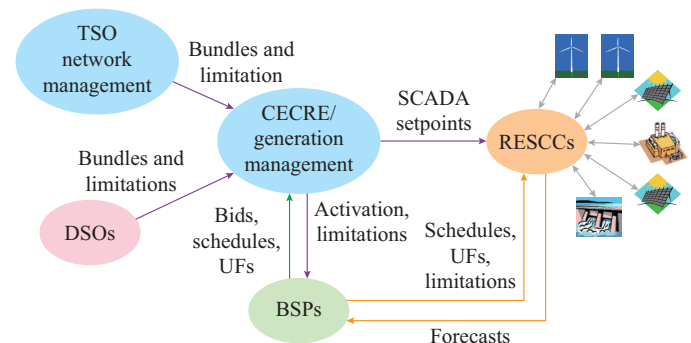 TSO
network
management
Bundles and
limitation
CECRE/
generation
management
SCADA
setpoints
RESCCs
Bundles and
limitations
DSOs
Bids,
schedules,
UFs
Activation,
limitations
Schedules,
UFs,
limitations
BSPs
Forecasts